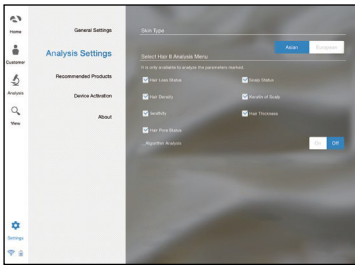 Home
Customer
Analysis
View
Settings
General Settings
Analysis Settings
Recommended Products
Device Activation
About
Skin Type
Asian
European
Select Hair & Analysis Menu
It is only available to analyze the parameters marked.
Hair Loss Status
Scalp Status
Hair Density
Keratin of Scalp
Sensitivity
Hair Thickness
Hair Pore Status
Algorithm Analysis
On
Off